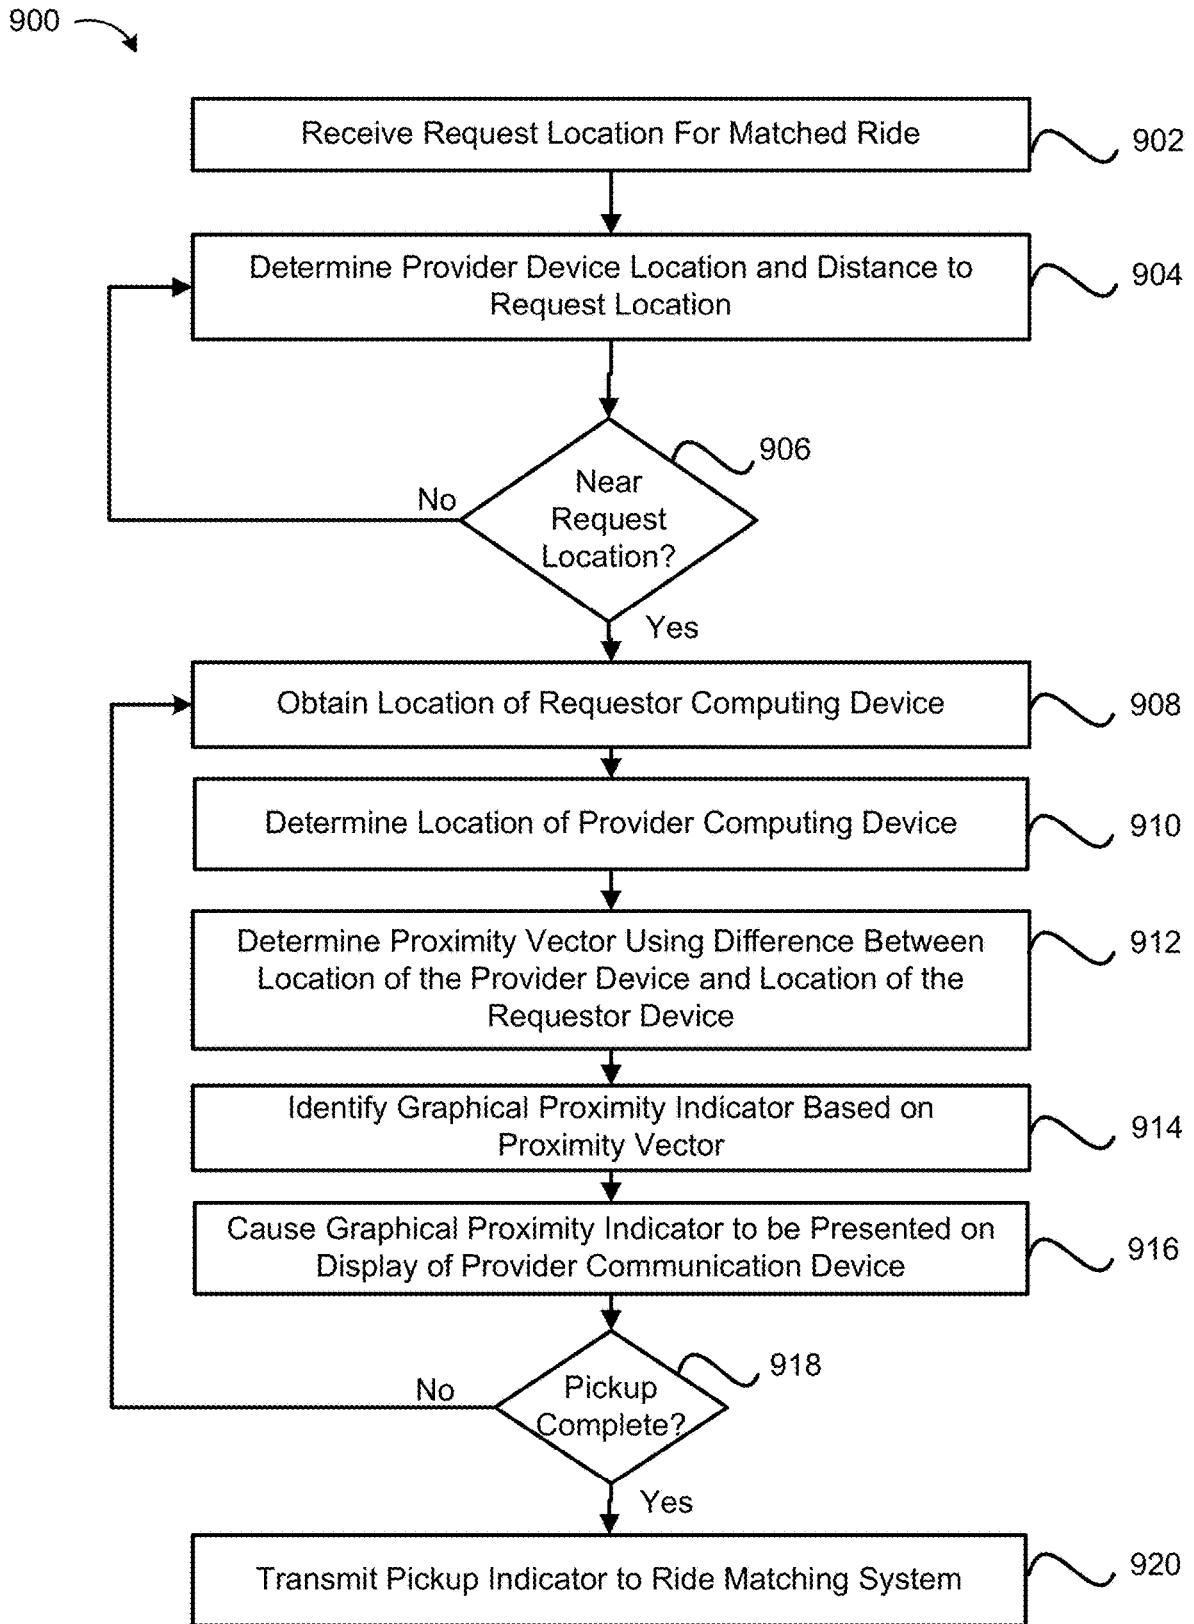 900
Receive Request Location For Matched Ride
902
Determine Provider Device Location and Distance to
Request Location
904
906
Near
Request
Location?
No
Yes
Obtain Location of Requestor Computing Device
908
Determine Location of Provider Computing Device
910
Determine Proximity Vector Using Difference Between
Location of the Provider Device and Location of the
Requestor Device
912
Identify Graphical Proximity Indicator Based on
Proximity Vector
914
Cause Graphical Proximity Indicator to be Presented on
Display of Provider Communication Device
916
918
Pickup
Complete?
No
Yes
Transmit Pickup Indicator to Ride Matching System
920